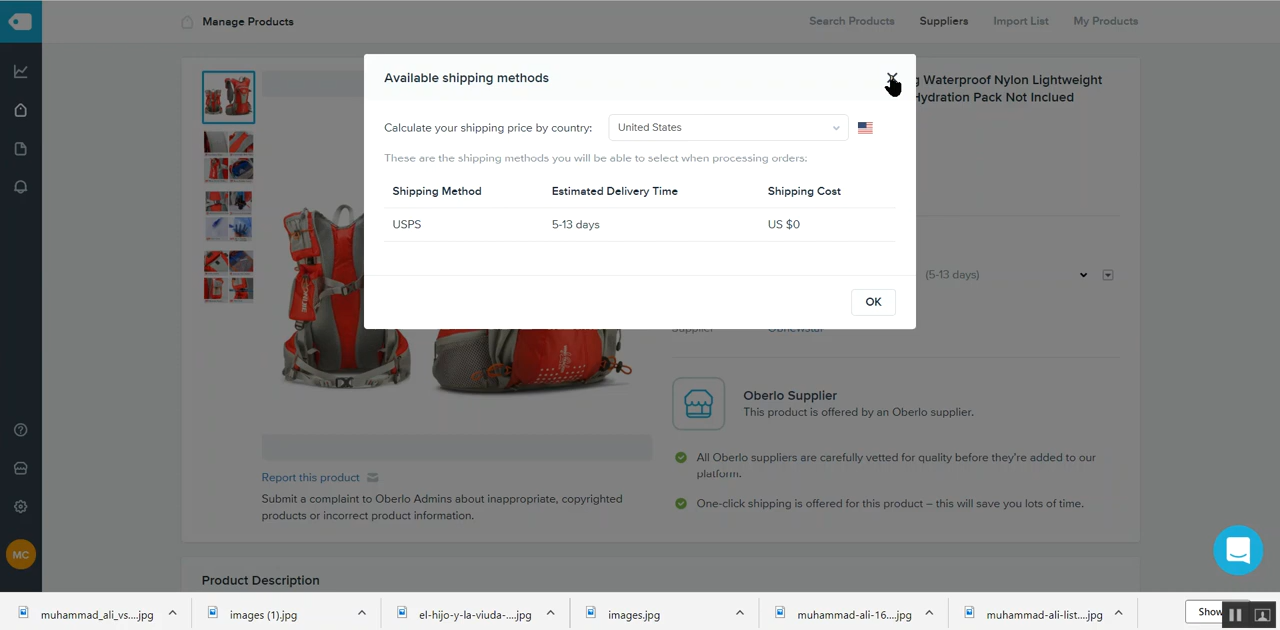 Manage Products
Search Products
Suppliers
Import List
My Products
Available shipping methods
g Waterproof Nylon Lightweight
Hydration Pack Not Inclued
Calculate your shipping price by country:
United States
These are the shipping methods you will be able to select when processing orders:
Shipping Method
Estimated Delivery Time
Shipping Cost
USPS
5-13 days
US $0
(5-13 days)
OK
Supplier
Oberlo Supplier
This product is offered by an Oberlo supplier.
All Oberlo suppliers are carefully vetted for quality before they're added to our
platform.
One-click shipping is offered for this product – this will save you lots of time.
Report this product
Submit a complaint to Oberlo Admins about inappropriate, copyrighted
products or incorrect product information.
MC
Product Description
muhammad_ali_vs....jpg
images (1).jpg
el-hijo-y-la-viuda-....jpg
images.jpg
muhammad-ali-16....jpg
muhammad-ali-list....jpg
Show